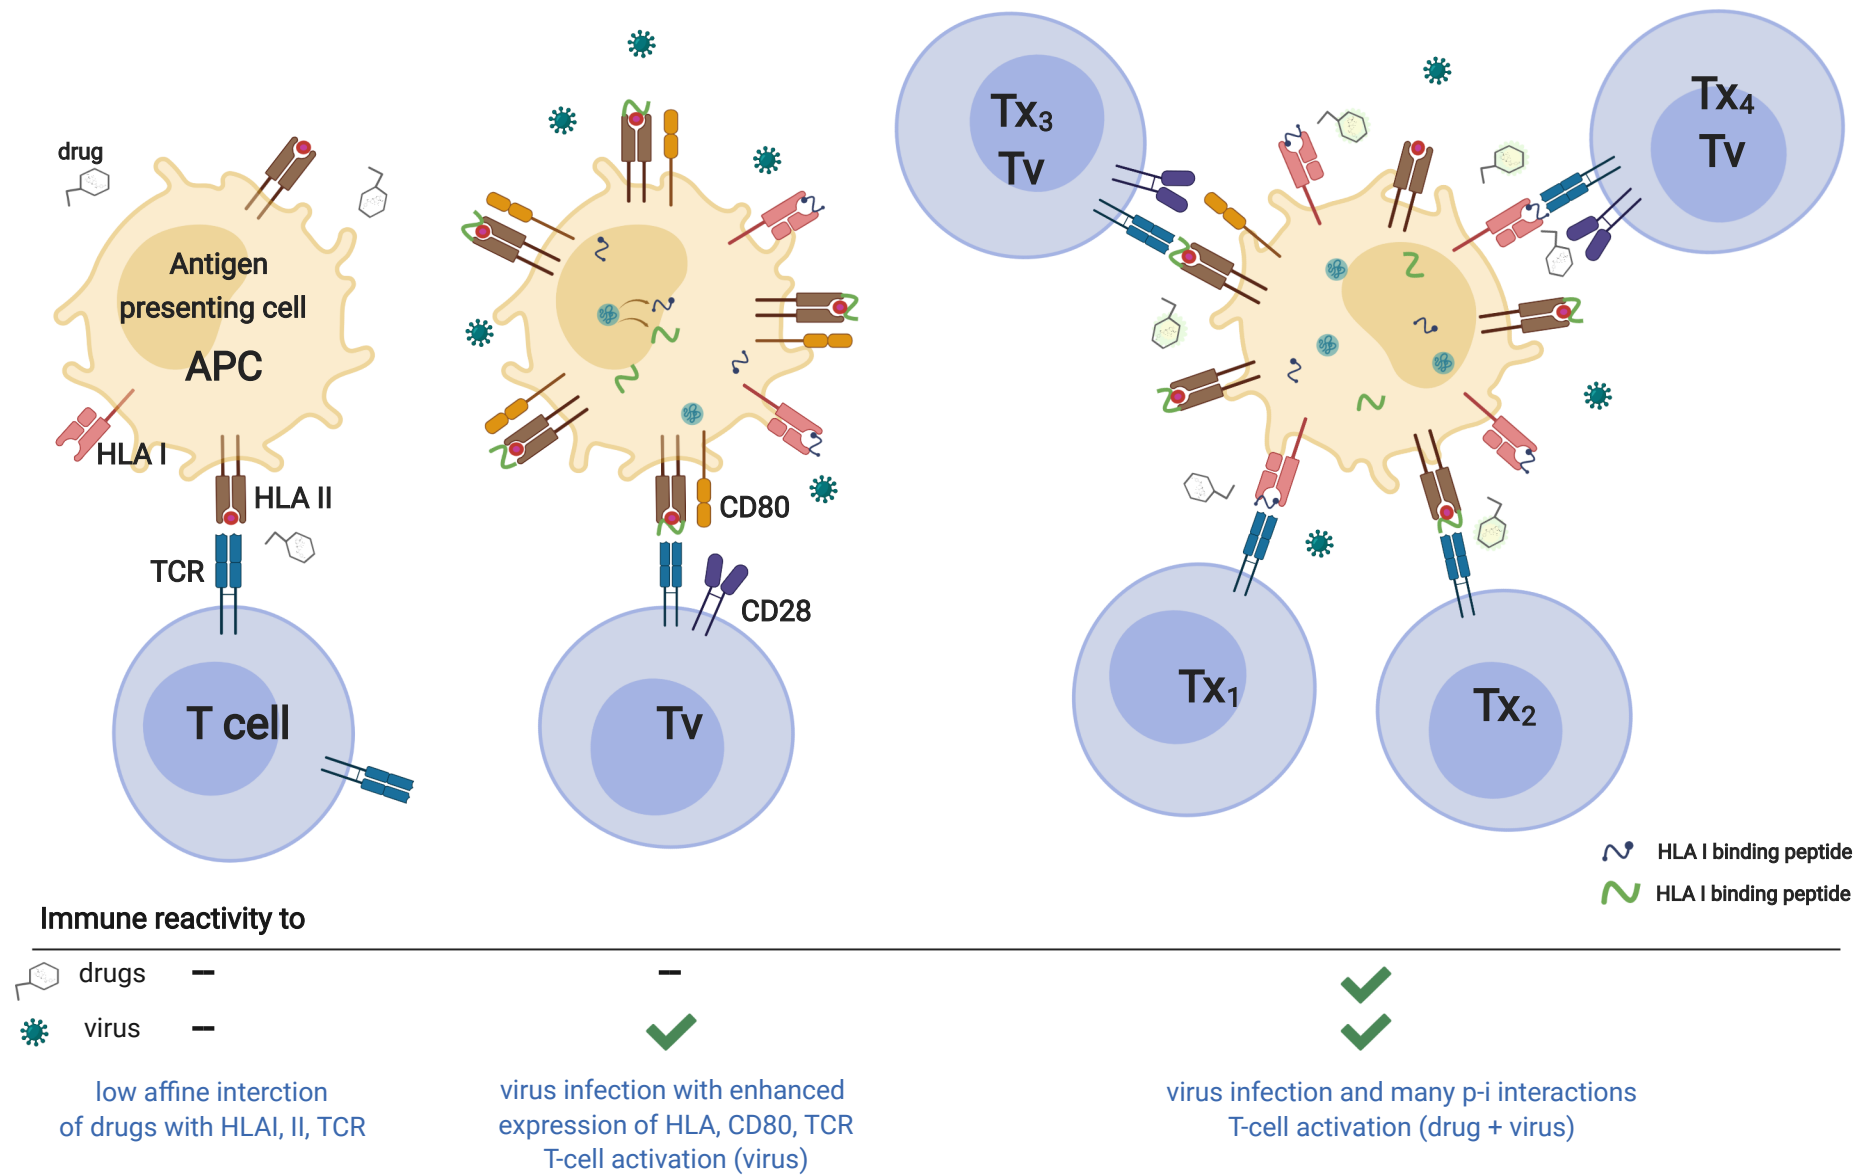 drug
Antigen
presenting cell
APC
HLA I
HLA II
TCR
T cell
CD80
CD28
Tv
Tx3
Tv
Tx4
Tv
Tx1
Tx2
HLA I binding peptide
HLA I binding peptide
Immune reactivity to
drugs -- --
virus --
low affine interction
of drugs with HLAI, II, TCR
virus infection with enhanced
expression of HLA, CD80, TCR
T-cell activation (virus)
virus infection and many p-i interactions
T-cell activation (drug + virus)